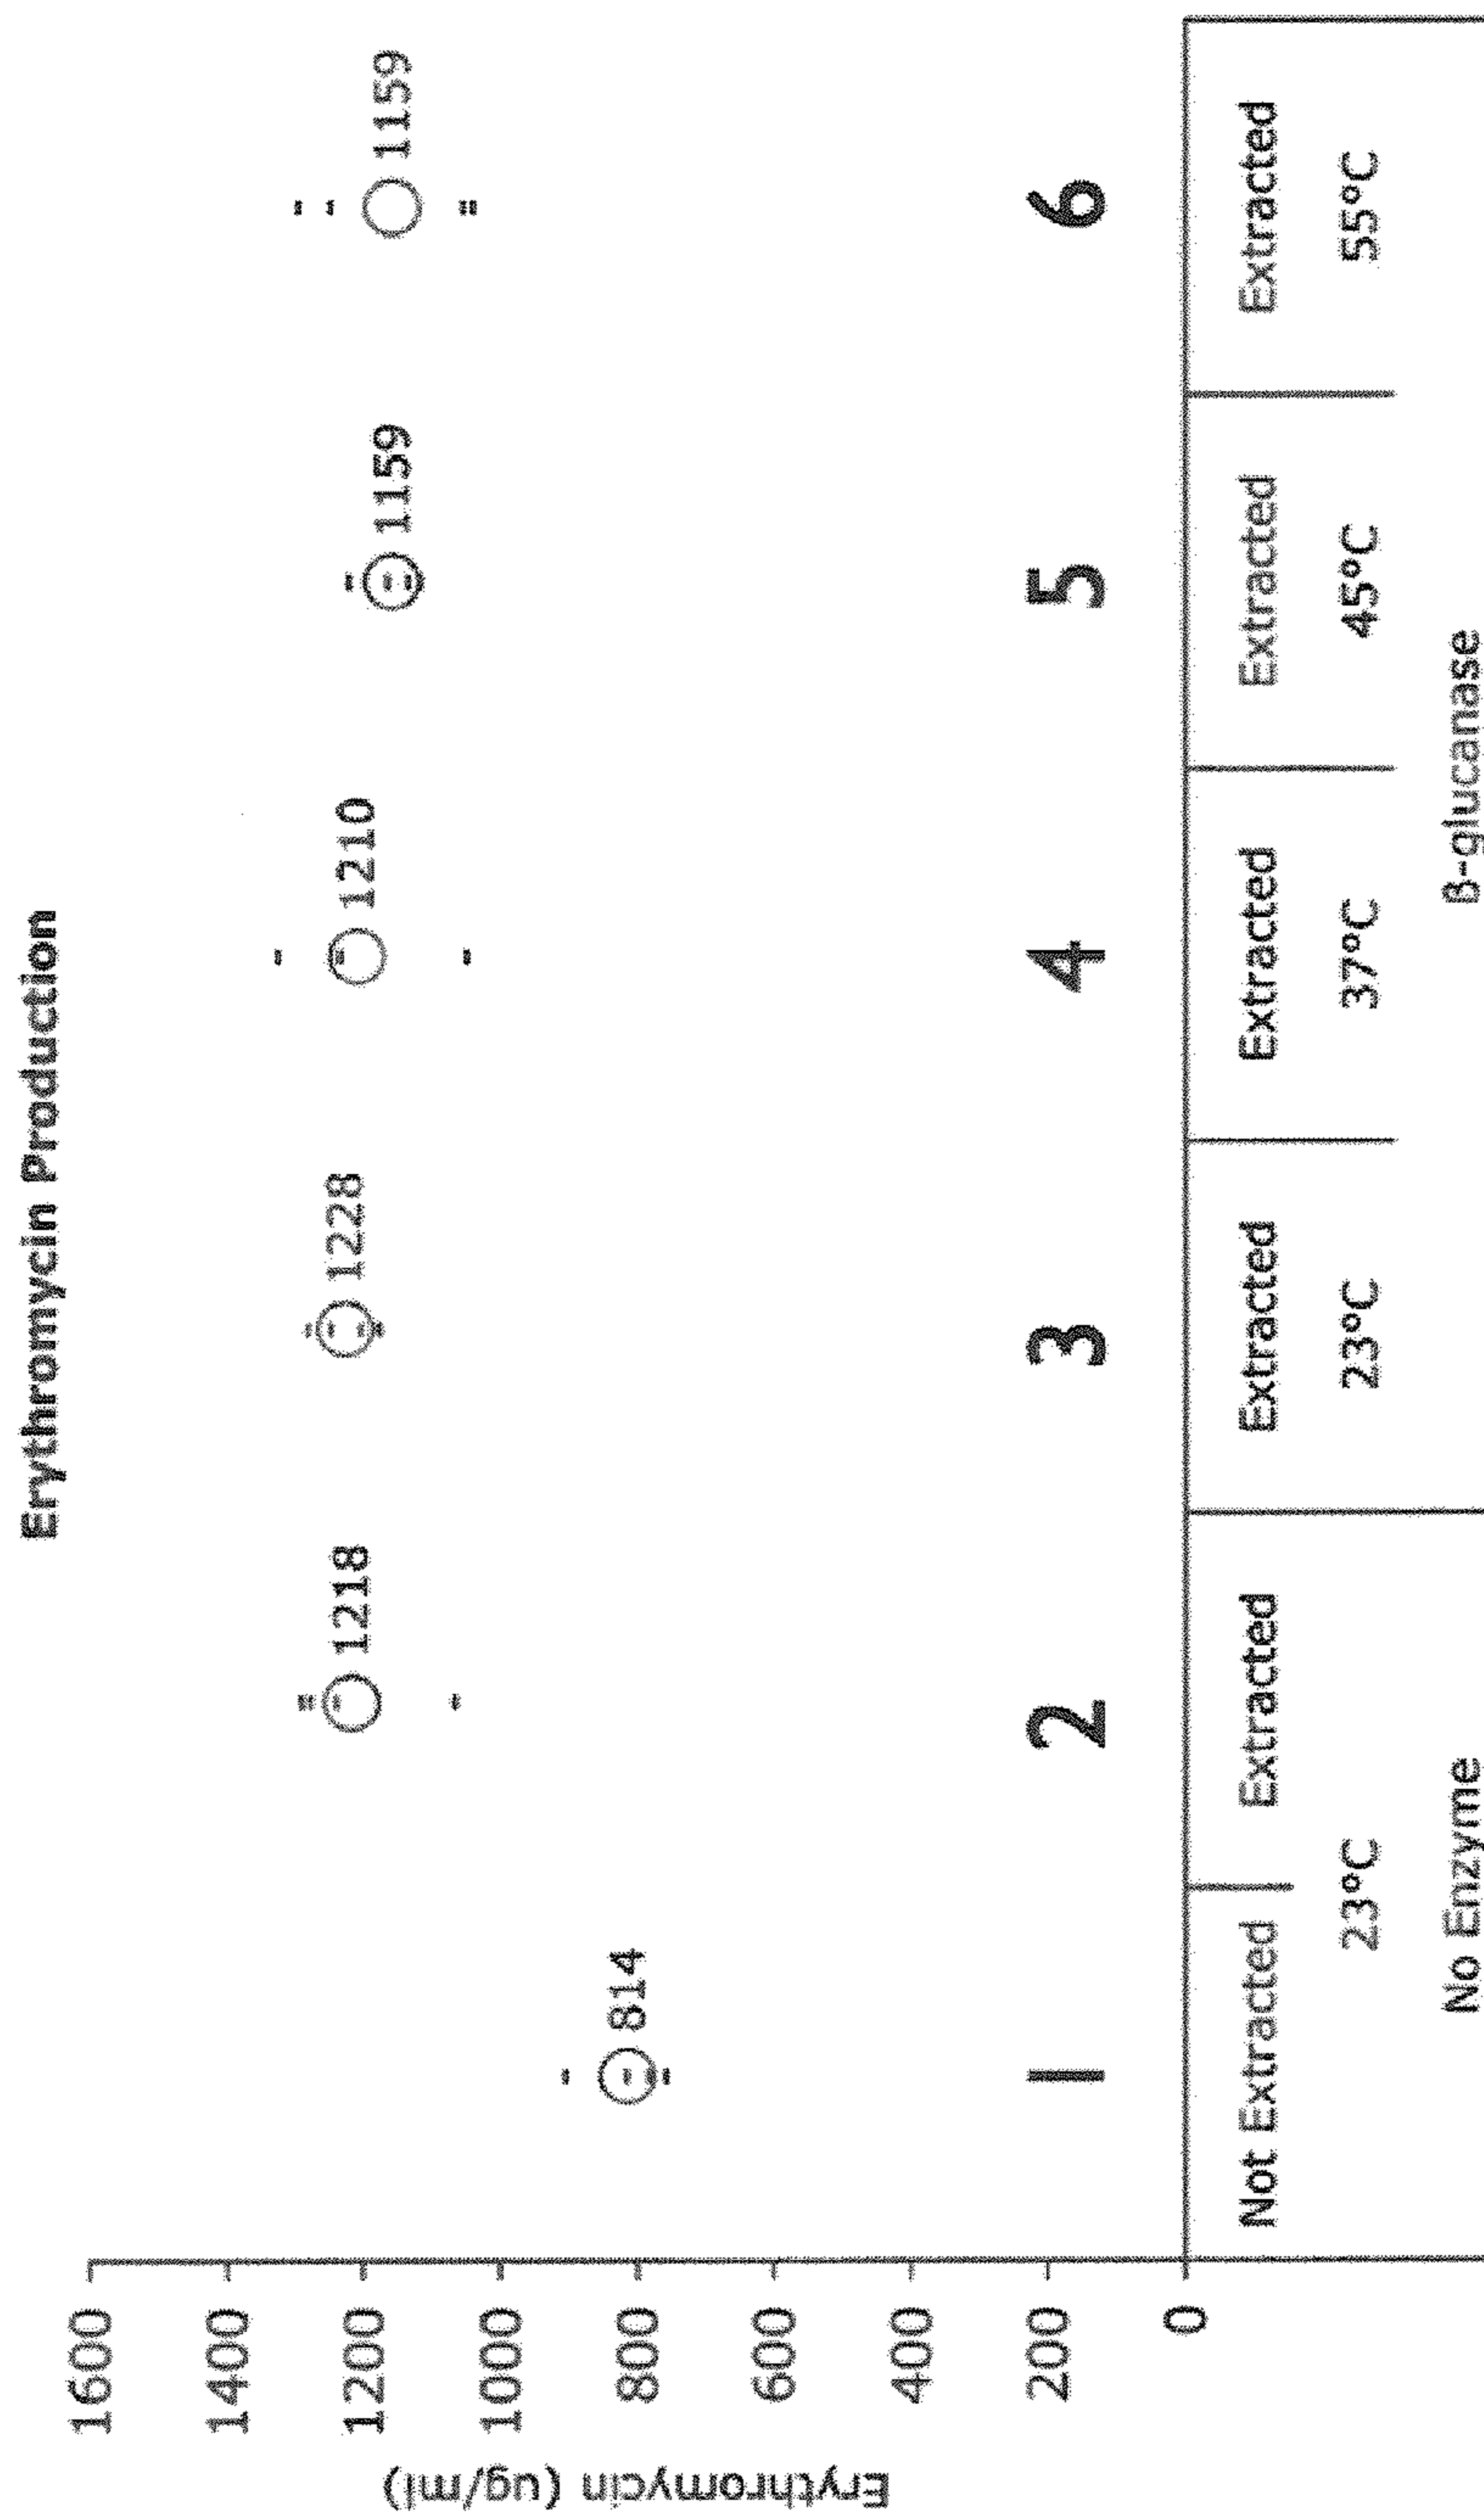 Erythromycin Production
Erythromycin (ug/ml)
1600
1400
1200
1000
800
600
400
200
0
814
1218
1228
1210
1159
1159
1 2 3 4 5 6
Not Extracted Extracted Extracted Extracted Extracted Extracted
23°C 23°C 37°C 45°C 55°C
No Enzyme β-glucanase